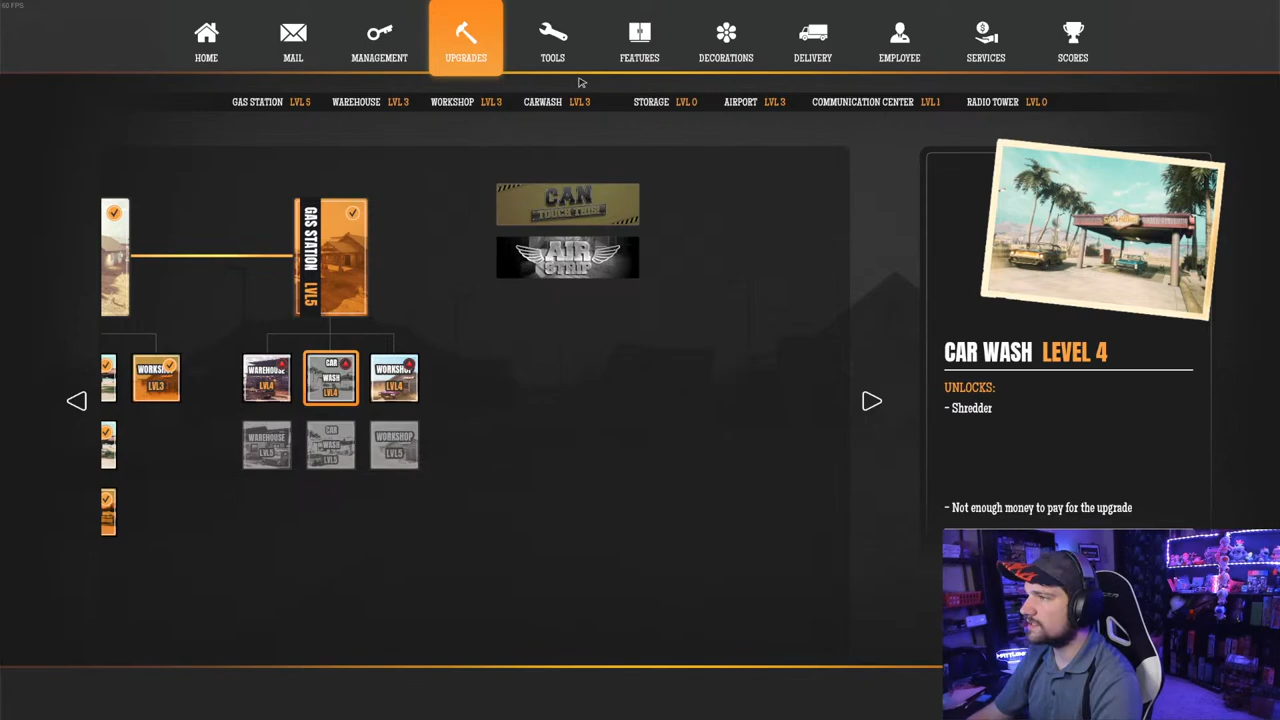 60 FPS
HOME MAIL MANAGEMENT UPGRADES TOOLS FEATURES DECORATIONS DELIVERY EMPLOYEE SERVICES SCORES
GAS STATION LVL 5 WAREHOUSE LVL 3 WORKSHOP LVL 3 CARWASH LVL 3 STORAGE LVL 0 AIRPORT LVL 3 COMMUNICATION CENTER LVL 1 RADIO TOWER LVL 0
CAN
TOUCH THIS!
AIR
STRIP
GAS STATION LVL5
WORKSHOP
LVL3
WAREHOUSE
LVL4
CAR
WASH
LVL4
WORKSHOP
LVL4
WAREHOUSE
LVL5
CAR
WASH
LVL5
WORKSHOP
LVL5
CAR WASH LEVEL 4
UNLOCKS:
- Shredder
- Not enough money to pay for the upgrade